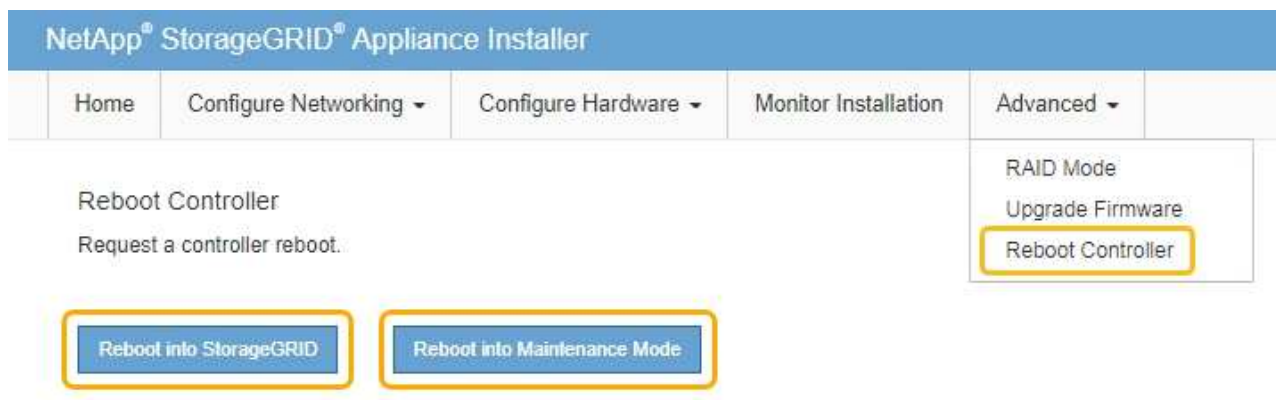 NetApp® StorageGRID® Appliance Installer
Home Configure Networking Configure Hardware Monitor Installation Advanced
RAID Mode
Upgrade Firmware
Reboot Controller
Reboot Controller
Request a controller reboot.
Reboot into StorageGRID Reboot into Maintenance Mode